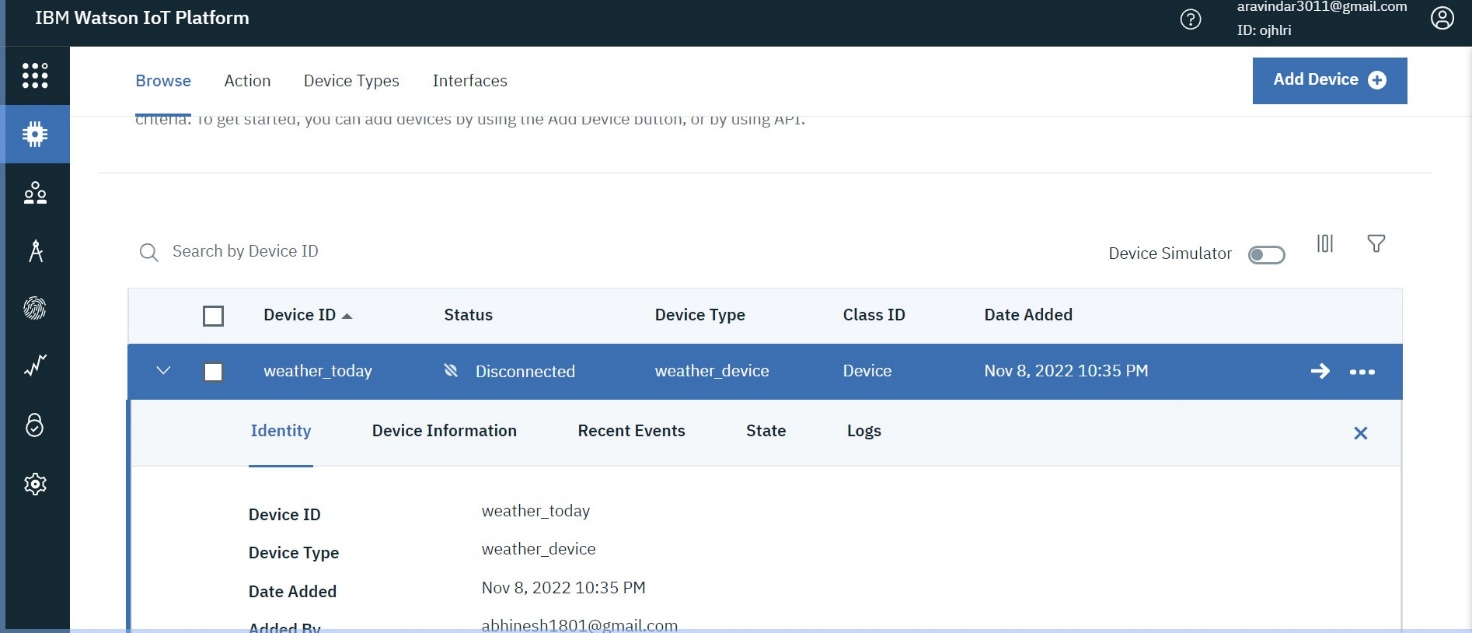 IBM Watson IoT Platform
aravindar3011@gmail.com
ID: ojhlri
Browse Action Device Types Interfaces
Add Device
criteria. To get started, you can add devices by using the Add Device button, or by using API.
Search by Device ID
Device Simulator
Device ID Status Device Type Class ID Date Added
weather_today Disconnected weather_device Device Nov 8, 2022 10:35 PM
Identity Device Information Recent Events State Logs
Device ID weather_today
Device Type weather_device
Date Added Nov 8, 2022 10:35 PM
Added By abhinesh1801@gmail.com